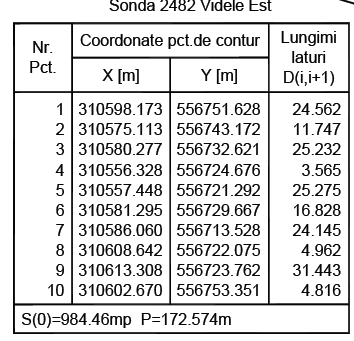 Sonda 2482 Videle Est
Nr. Pct. Coordonate pct.de contur Lungimi laturi D(i,i+1)
X [m] Y [m]
1 310598.173 556751.628 24.562
2 310575.113 556743.172 11.747
3 310580.277 556732.621 25.232
4 310556.328 556724.676 3.565
5 310557.448 556721.292 25.275
6 310581.295 556729.667 16.828
7 310586.060 556713.528 24.145
8 310608.642 556722.075 4.962
9 310613.308 556723.762 31.443
10 310602.670 556753.351 4.816
S(0)=984.46mp P=172.574m